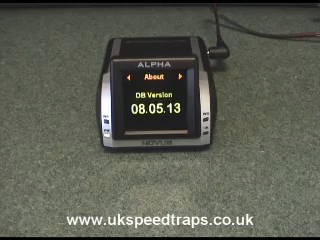 ALPHA
About
DB Version
08.05.13
NOVUS
www.ukspeedtraps.co.uk